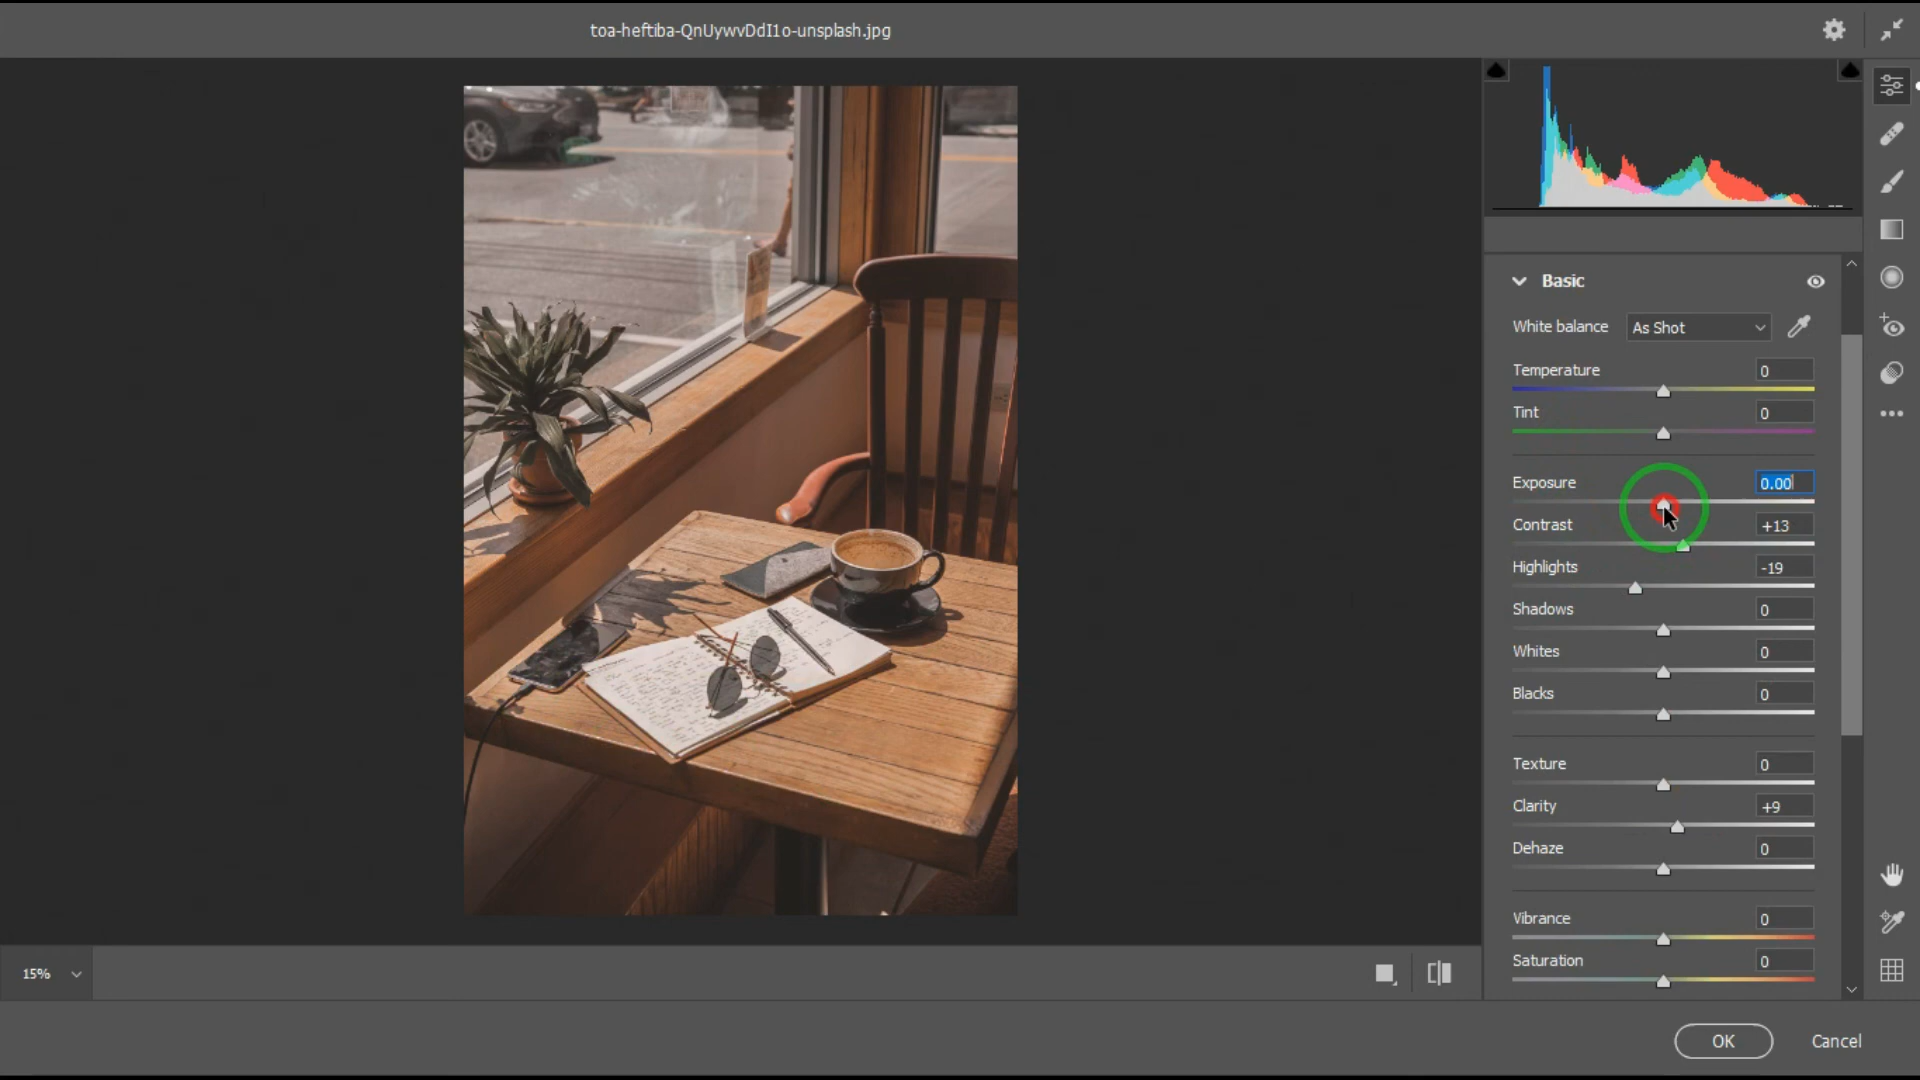 toa-heftiba-QnUywvDdI1o-unsplash.jpg
Basic
White balance As Shot
Temperature 0
Tint 0
Exposure 0.00
Contrast +13
Highlights -19
Shadows 0
Whites 0
Blacks 0
Texture 0
Clarity +9
Dehaze 0
Vibrance 0
Saturation 0
15%
OK Cancel